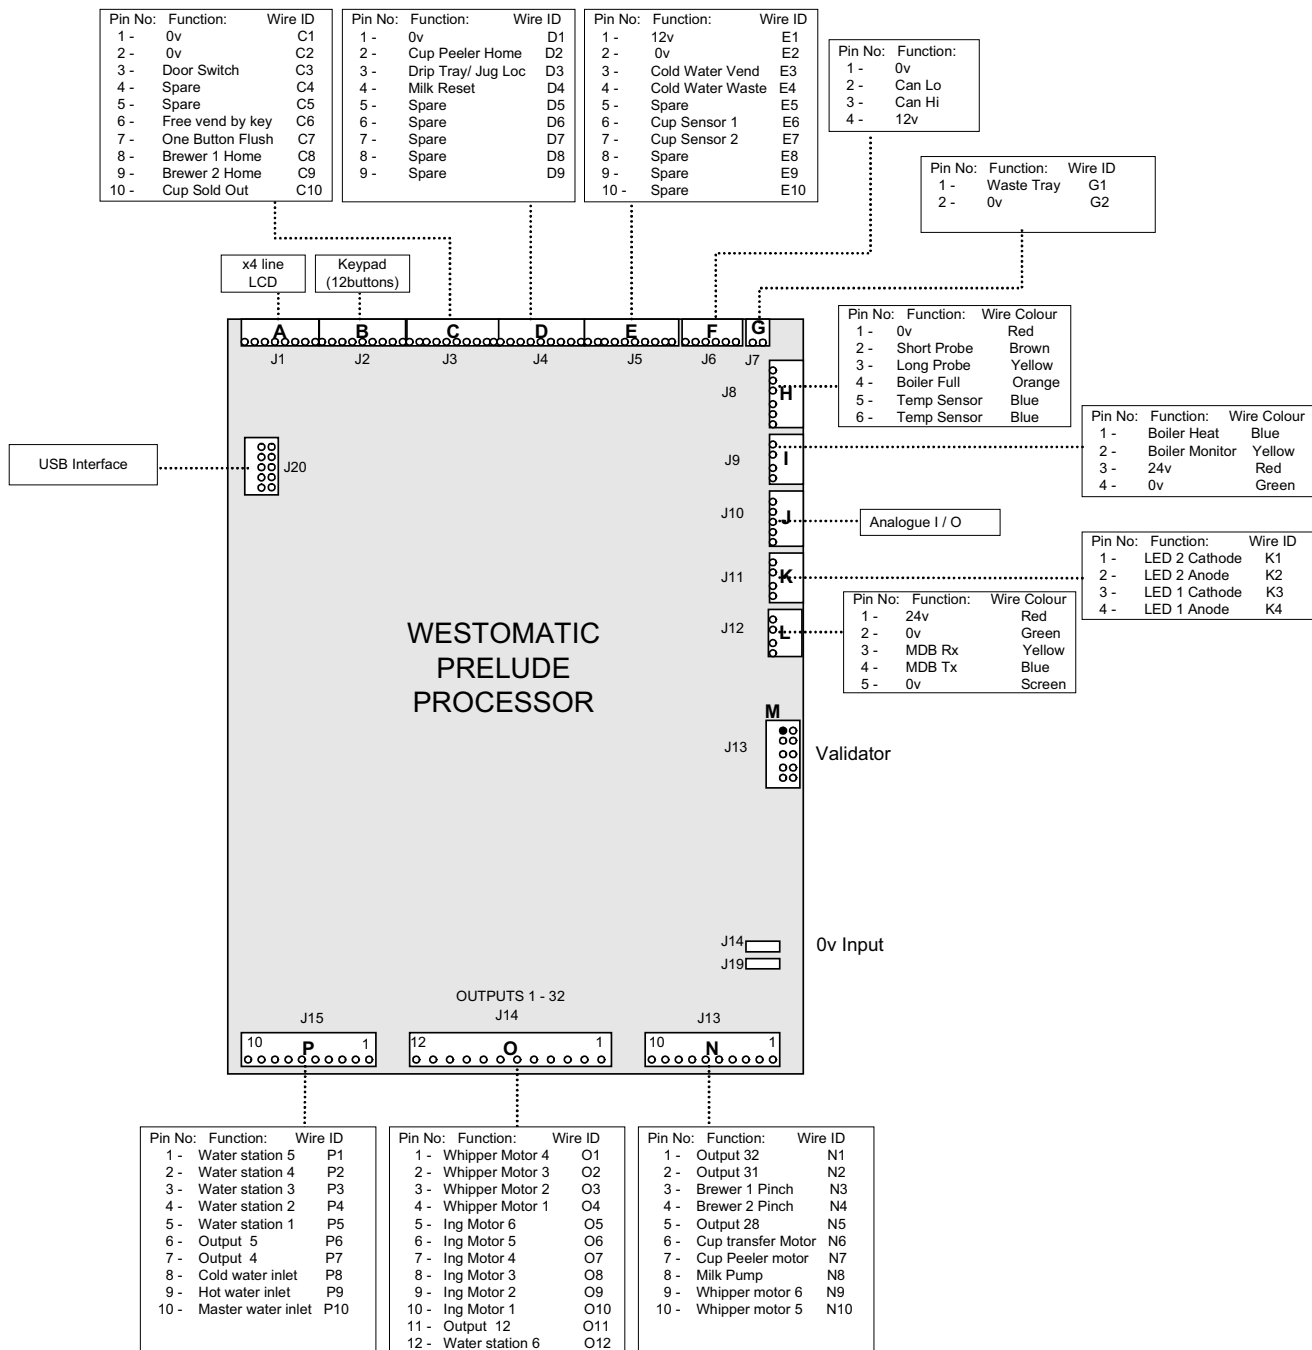 Pin No: Function: Wire ID
1 - 0v C1
2 - 0v C2
3 - Door Switch C3
4 - Spare C4
5 - Spare C5
6 - Free vend by key C6
7 - One Button Flush C7
8 - Brewer 1 Home C8
9 - Brewer 2 Home C9
10 - Cup Sold Out C10
Pin No: Function: Wire ID
1 - 0v D1
2 - Cup Peeler Home D2
3 - Drip Tray/ Jug Loc D3
4 - Milk Reset D4
5 - Spare D5
6 - Spare D6
7 - Spare D7
8 - Spare D8
9 - Spare D9
Pin No: Function: Wire ID
1 - 12v E1
2 - 0v E2
3 - Cold Water Vend E3
4 - Cold Water Waste E4
5 - Spare E5
6 - Cup Sensor 1 E6
7 - Cup Sensor 2 E7
8 - Spare E8
9 - Spare E9
10 - Spare E10
Pin No: Function:
1 - 0v
2 - Can Lo
3 - Can Hi
4 - 12v
Pin No: Function: Wire ID
1 - Waste Tray G1
2 - 0v G2
x4 line
LCD
Keypad
(12buttons)
A B C D E F G
J1 J2 J3 J4 J5 J6 J7
Pin No: Function: Wire Colour
1 - 0v Red
2 - Short Probe Brown
3 - Long Probe Yellow
4 - Boiler Full Orange
5 - Temp Sensor Blue
6 - Temp Sensor Blue
J8 H
Pin No: Function: Wire Colour
1 - Boiler Heat Blue
2 - Boiler Monitor Yellow
3 - 24v Red
4 - 0v Green
USB Interface
J20
J9 I
J10 J
Analogue I / O
Pin No: Function: Wire ID
1 - LED 2 Cathode K1
2 - LED 2 Anode K2
3 - LED 1 Cathode K3
4 - LED 1 Anode K4
J11 K
Pin No: Function: Wire Colour
1 - 24v Red
2 - 0v Green
3 - MDB Rx Yellow
4 - MDB Tx Blue
5 - 0v Screen
J12 L
WESTOMATIC
PRELUDE
PROCESSOR
M
J13
Validator
J14
0v Input
J19
OUTPUTS 1 - 32
J15 J14 J13
10 P 1
12 O 1
10 N 1
Pin No: Function: Wire ID
1 - Water station 5 P1
2 - Water station 4 P2
3 - Water station 3 P3
4 - Water station 2 P4
5 - Water station 1 P5
6 - Output 5 P6
7 - Output 4 P7
8 - Cold water inlet P8
9 - Hot water inlet P9
10 - Master water inlet P10
Pin No: Function: Wire ID
1 - Whipper Motor 4 O1
2 - Whipper Motor 3 O2
3 - Whipper Motor 2 O3
4 - Whipper Motor 1 O4
5 - Ing Motor 6 O5
6 - Ing Motor 5 O6
7 - Ing Motor 4 O7
8 - Ing Motor 3 O8
9 - Ing Motor 2 O9
10 - Ing Motor 1 O10
11 - Output 12 O11
12 - Water station 6 O12
Pin No: Function: Wire ID
1 - Output 32 N1
2 - Output 31 N2
3 - Brewer 1 Pinch N3
4 - Brewer 2 Pinch N4
5 - Output 28 N5
6 - Cup transfer Motor N6
7 - Cup Peeler motor N7
8 - Milk Pump N8
9 - Whipper motor 6 N9
10 - Whipper motor 5 N10